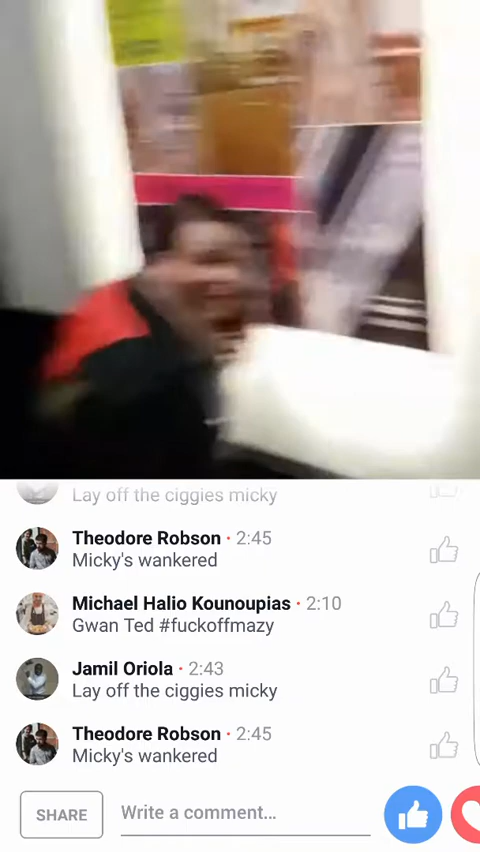 Lay off the ciggies micky
Theodore Robson • 2:45
Micky's wankered
Michael Halio Kounoupias • 2:10
Gwan Ted #fuckoffmazy
Jamil Oriola • 2:43
Lay off the ciggies micky
Theodore Robson • 2:45
Micky's wankered
SHARE
Write a comment...